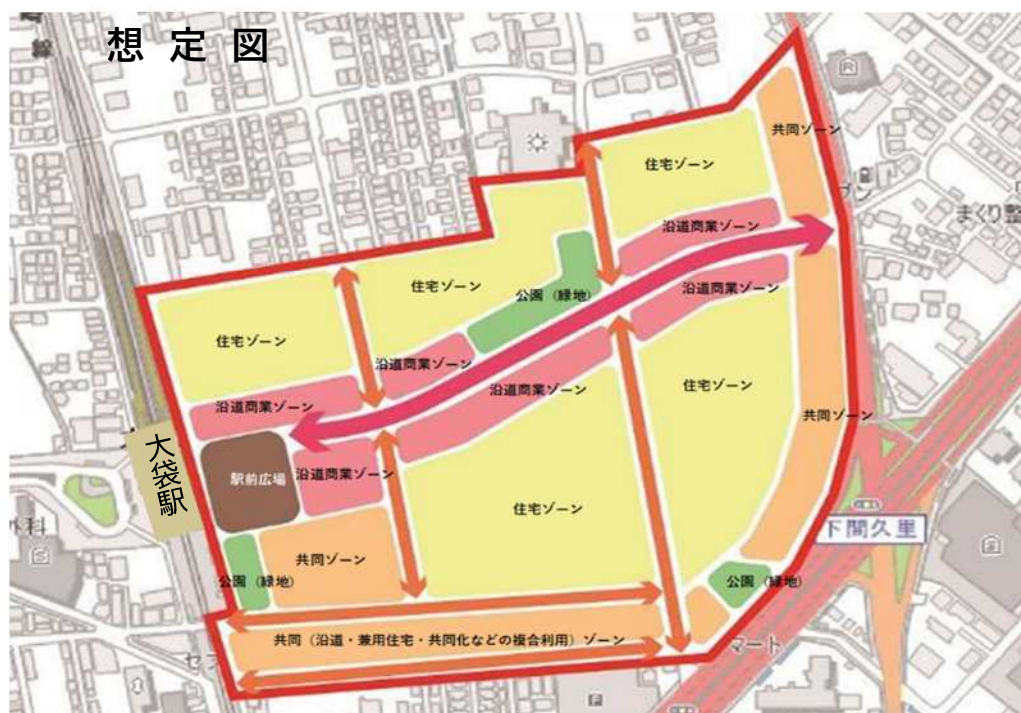 想定図
線
共同ゾーン
住宅ゾーン
沿道商業ゾーン
まくり整
住宅ゾーン
公園（緑地）
沿道商業ゾーン
住宅ゾーン
沿道商業ゾーン
沿道商業ゾーン
住宅ゾーン
沿道商業ゾーン
共同ゾーン
大袋駅
駅前広場
沿道商業ゾーン
住宅ゾーン
外科
下間久里
共同ゾーン
公園（緑地）
公園（緑地）
共同（沿道・兼用住宅・共同化などの複合利用）ゾーン
セブ
マート